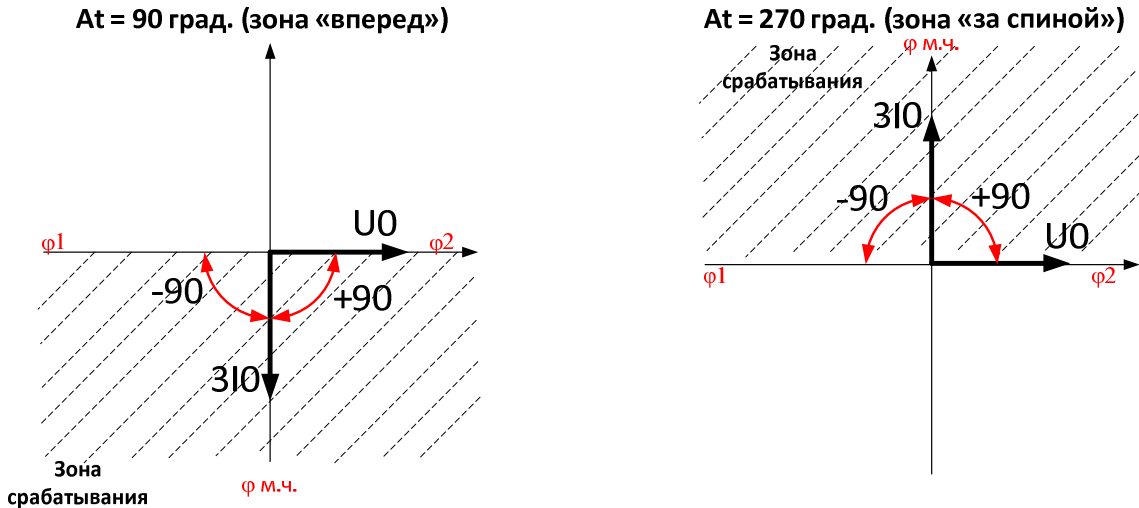 At = 90 град. (зона «вперед»)
U0
φ1
φ2
-90
+90
3I0
Зона
срабатывания
φ м.ч.
At = 270 град. (зона «за спиной»)
φ м.ч.
Зона
срабатывания
3I0
-90
+90
U0
φ1
φ2